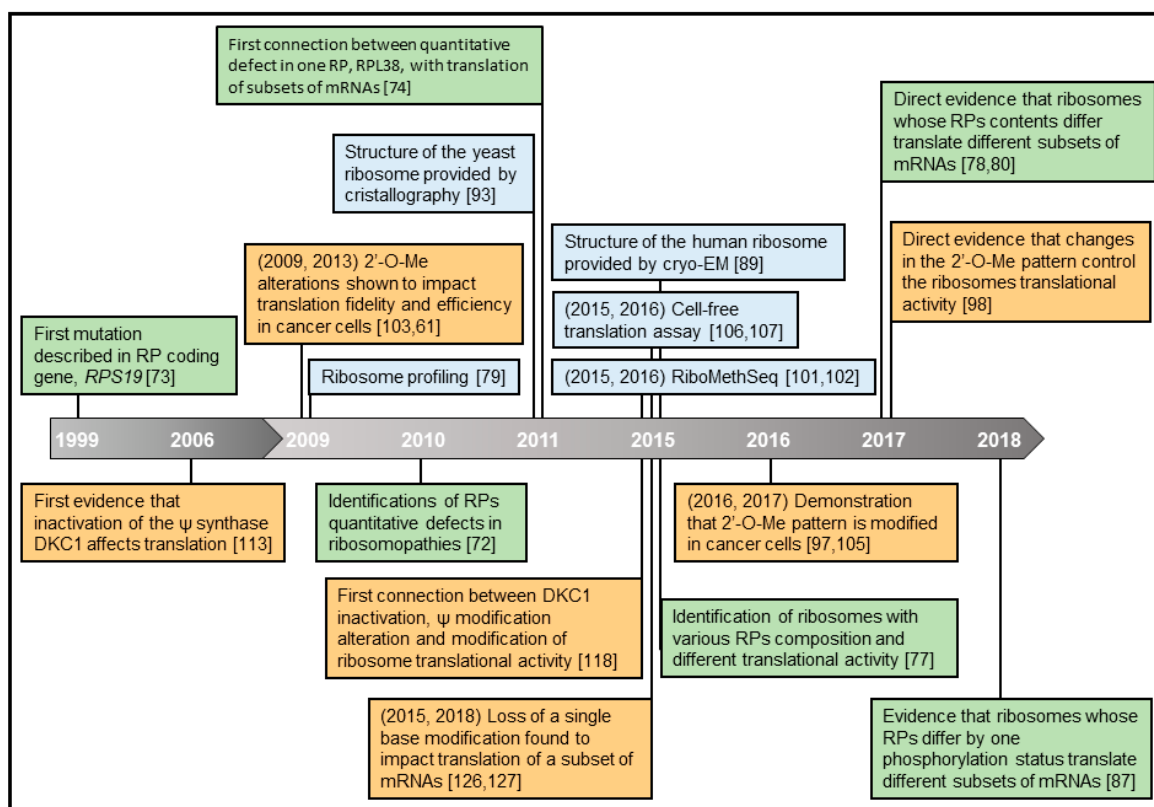 First connection between quantitative
defect in one RP, RPL38, with translation
of subsets of mRNAs [74]
Direct evidence that ribosomes
whose RPs contents differ
translate different subsets of
mRNAs [78,80]
Structure of the yeast
ribosome provided by
cristallography [93]
Structure of the human ribosome
provided by cryo-EM [89]
Direct evidence that changes
in the 2'-O-Me pattern control
the ribosomes translational
activity [98]
(2009, 2013) 2'-O-Me
alterations shown to impact
translation fidelity and efficiency
in cancer cells [103,61]
(2015, 2016) Cell-free
translation assay [106,107]
First mutation
described in RP coding
gene, RPS19 [73]
Ribosome profiling [79]
(2015, 2016) RiboMethSeq [101,102]
1999 2006 2009 2010 2011 2015 2016 2017 2018
First evidence that
inactivation of the ψ synthase
DKC1 affects translation [113]
Identifications of RPs
quantitative defects in
ribosomopathies [72]
(2016, 2017) Demonstration
that 2'-O-Me pattern is modified
in cancer cells [97,105]
First connection between DKC1
inactivation, ψ modification
alteration and modification of
ribosome translational activity [118]
Identification of ribosomes with
various RPs composition and
different translational activity [77]
(2015, 2018) Loss of a single
base modification found to
impact translation of a subset of
mRNAs [126,127]
Evidence that ribosomes whose
RPs differ by one
phosphorylation status translate
different subsets of mRNAs [87]